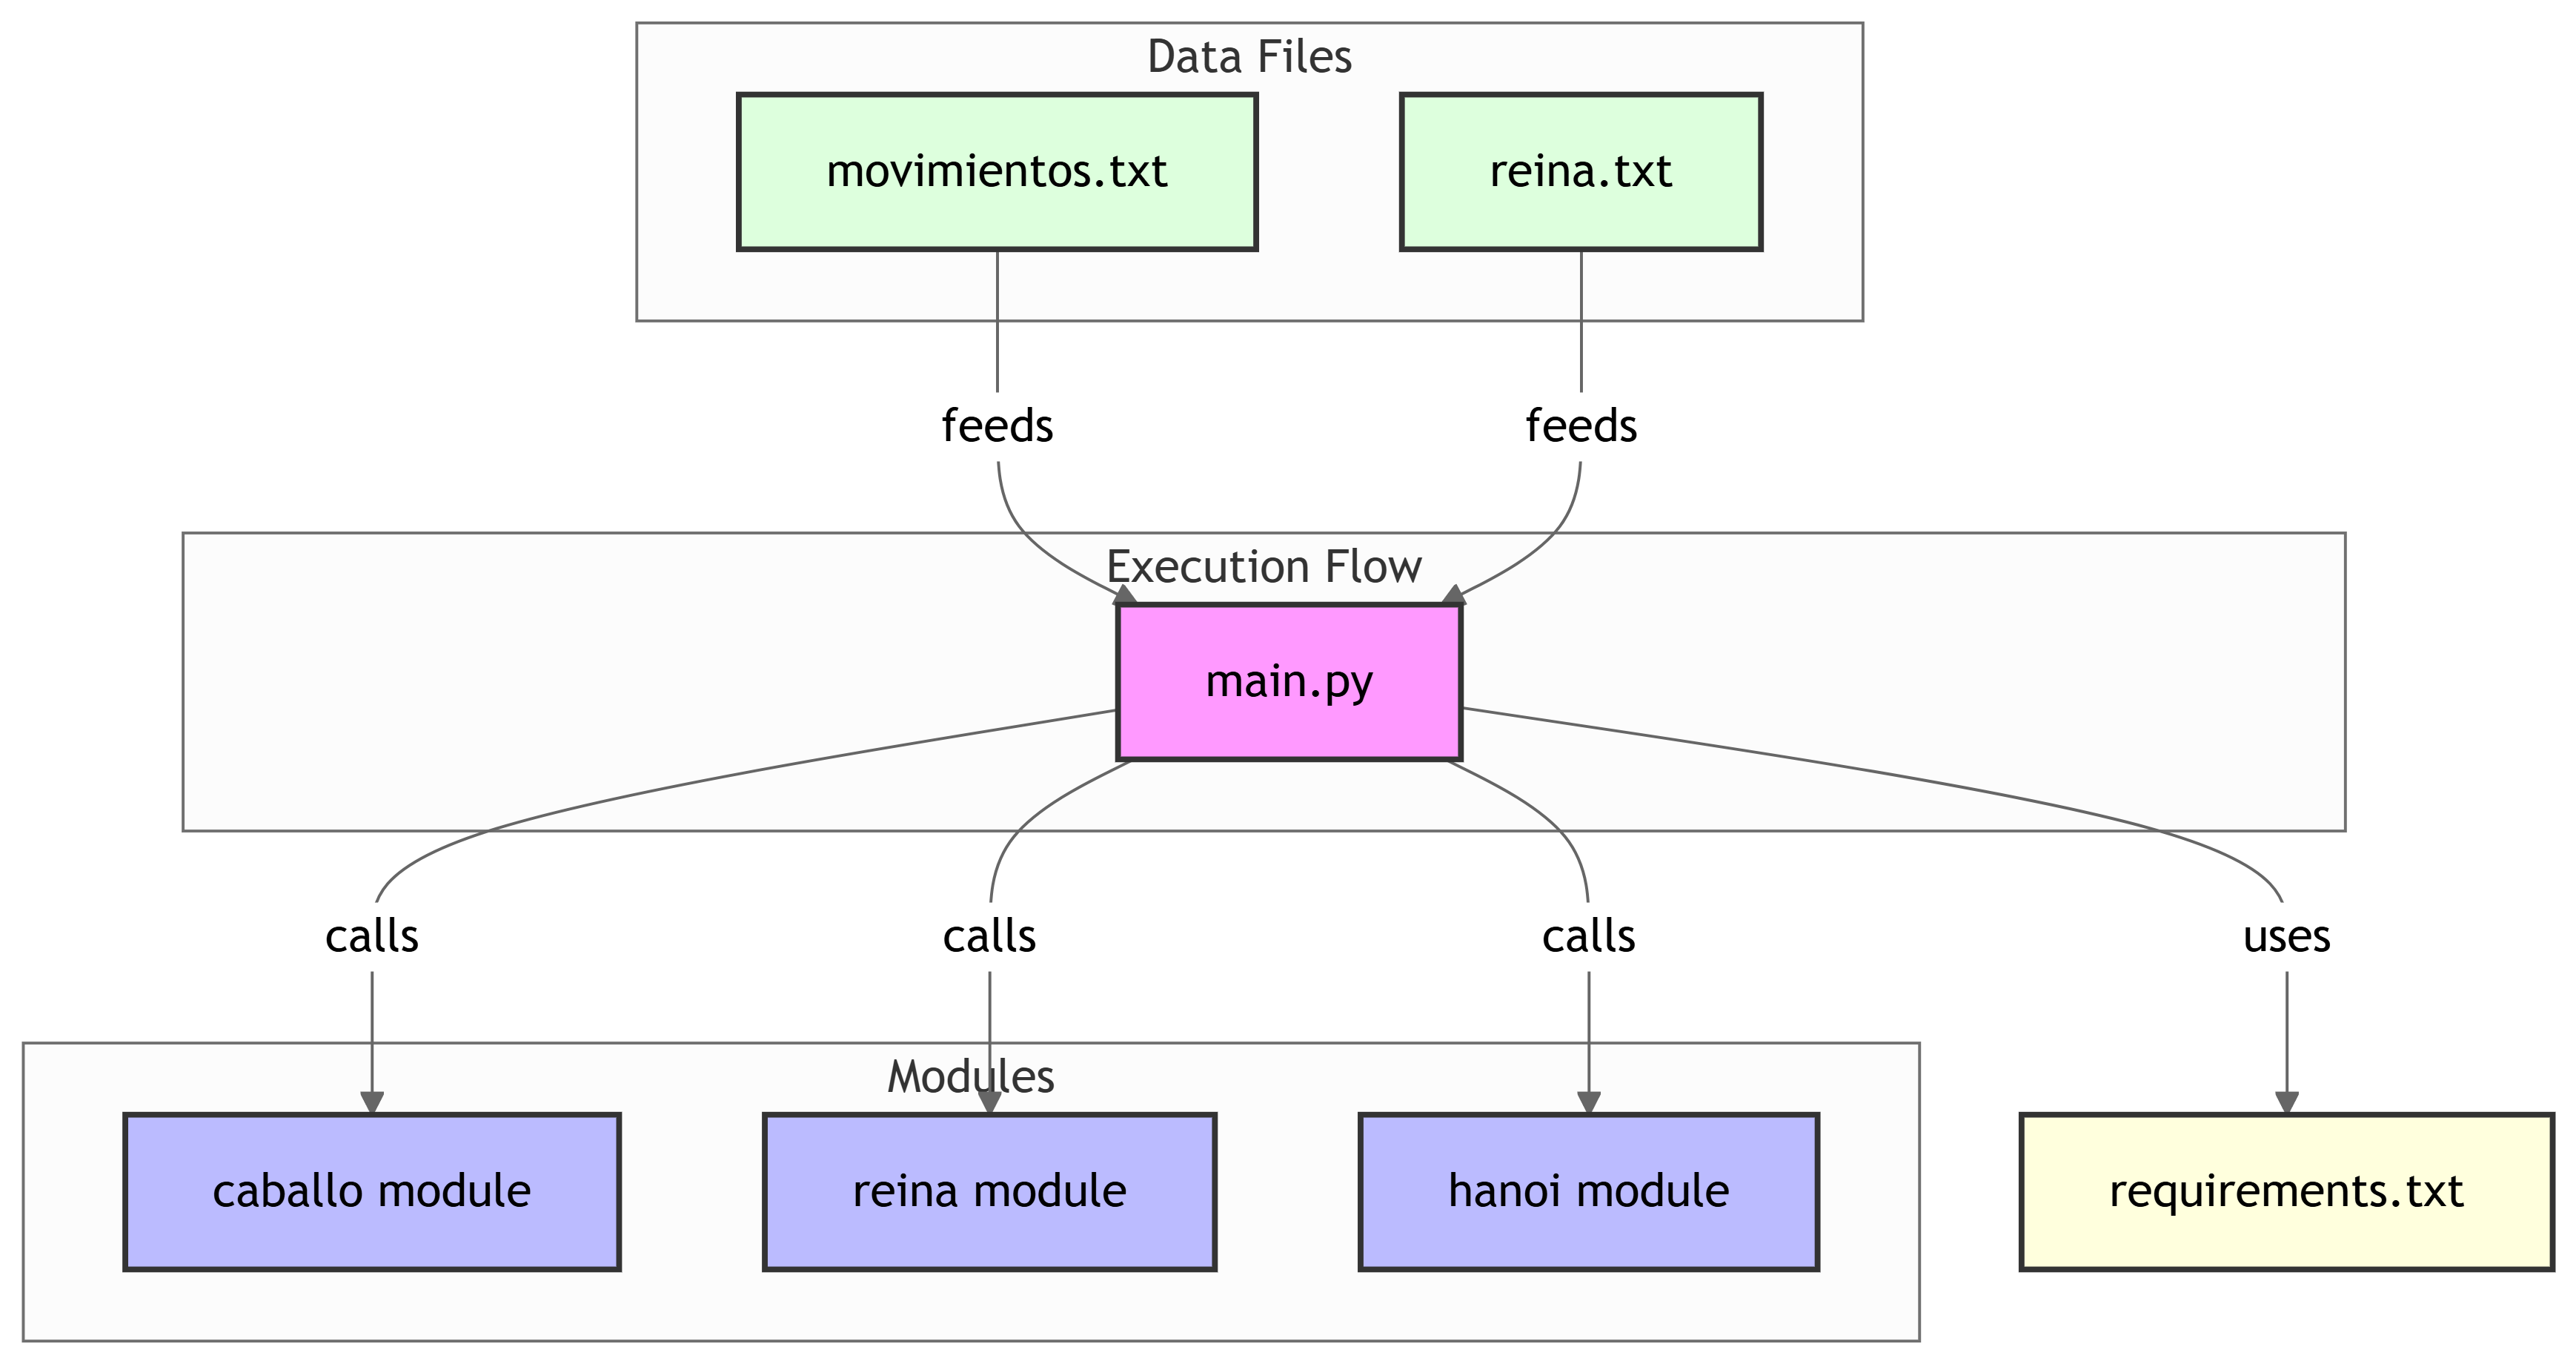 Data Files
movimientos.txt
reina.txt
feeds
feeds
Execution Flow
main.py
calls
calls
calls
uses
Modules
caballo module
reina module
hanoi module
requirements.txt